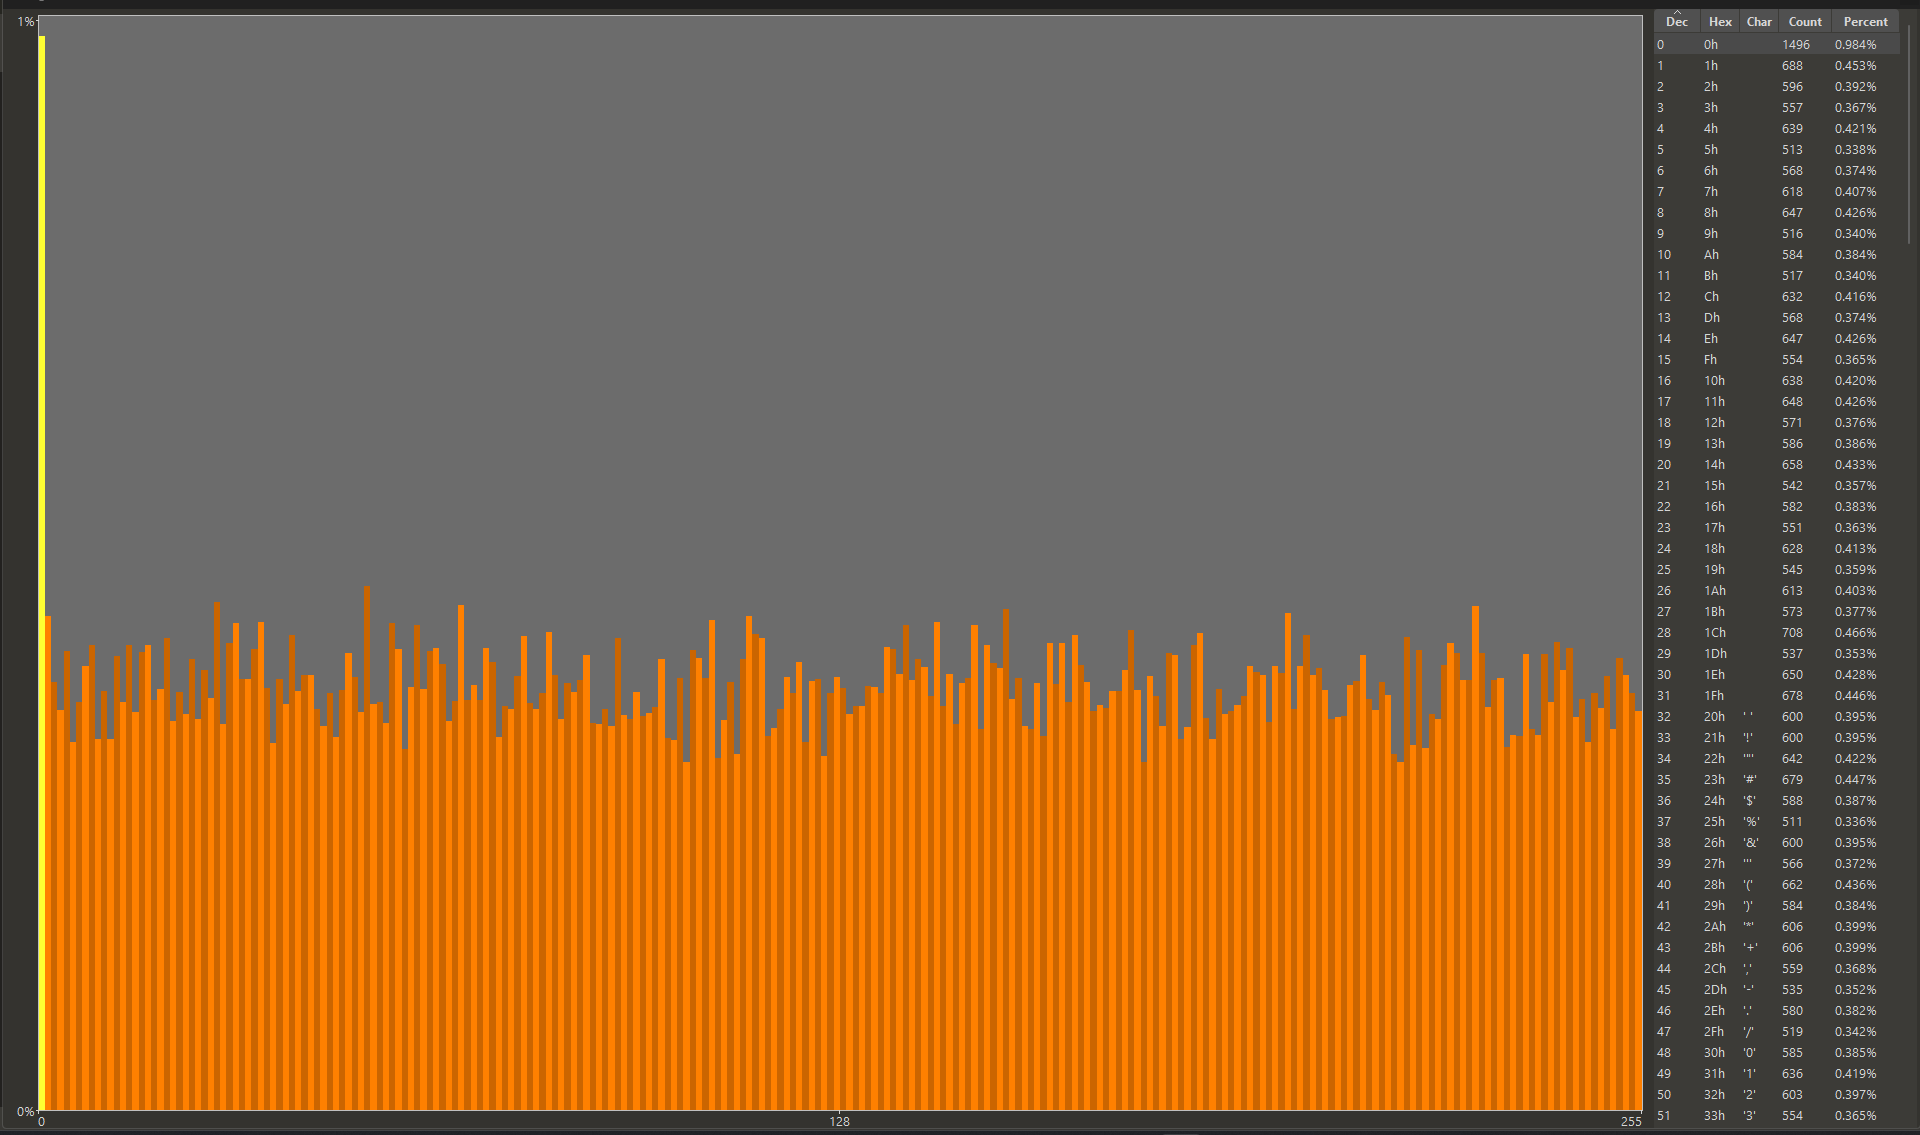 1%
0%
0 128 255
Dec Hex Char Count Percent
0 0h 1496 0.984%
1 1h 688 0.453%
2 2h 596 0.392%
3 3h 557 0.367%
4 4h 639 0.421%
5 5h 513 0.338%
6 6h 568 0.374%
7 7h 618 0.407%
8 8h 647 0.426%
9 9h 516 0.340%
10 Ah 584 0.384%
11 Bh 517 0.340%
12 Ch 632 0.416%
13 Dh 568 0.374%
14 Eh 647 0.426%
15 Fh 554 0.365%
16 10h 638 0.420%
17 11h 648 0.426%
18 12h 571 0.376%
19 13h 586 0.386%
20 14h 658 0.433%
21 15h 542 0.357%
22 16h 582 0.383%
23 17h 551 0.363%
24 18h 628 0.413%
25 19h 545 0.359%
26 1Ah 613 0.403%
27 1Bh 573 0.377%
28 1Ch 708 0.466%
29 1Dh 537 0.353%
30 1Eh 650 0.428%
31 1Fh 678 0.446%
32 20h ' ' 600 0.395%
33 21h '!' 600 0.395%
34 22h '"' 642 0.422%
35 23h '#' 679 0.447%
36 24h '$' 588 0.387%
37 25h '%' 511 0.336%
38 26h '&' 600 0.395%
39 27h ''' 566 0.372%
40 28h '(' 662 0.436%
41 29h ')' 584 0.384%
42 2Ah '*' 606 0.399%
43 2Bh '+' 606 0.399%
44 2Ch ',' 559 0.368%
45 2Dh '-' 535 0.352%
46 2Eh '.' 580 0.382%
47 2Fh '/' 519 0.342%
48 30h '0' 585 0.385%
49 31h '1' 636 0.419%
50 32h '2' 603 0.397%
51 33h '3' 554 0.365%